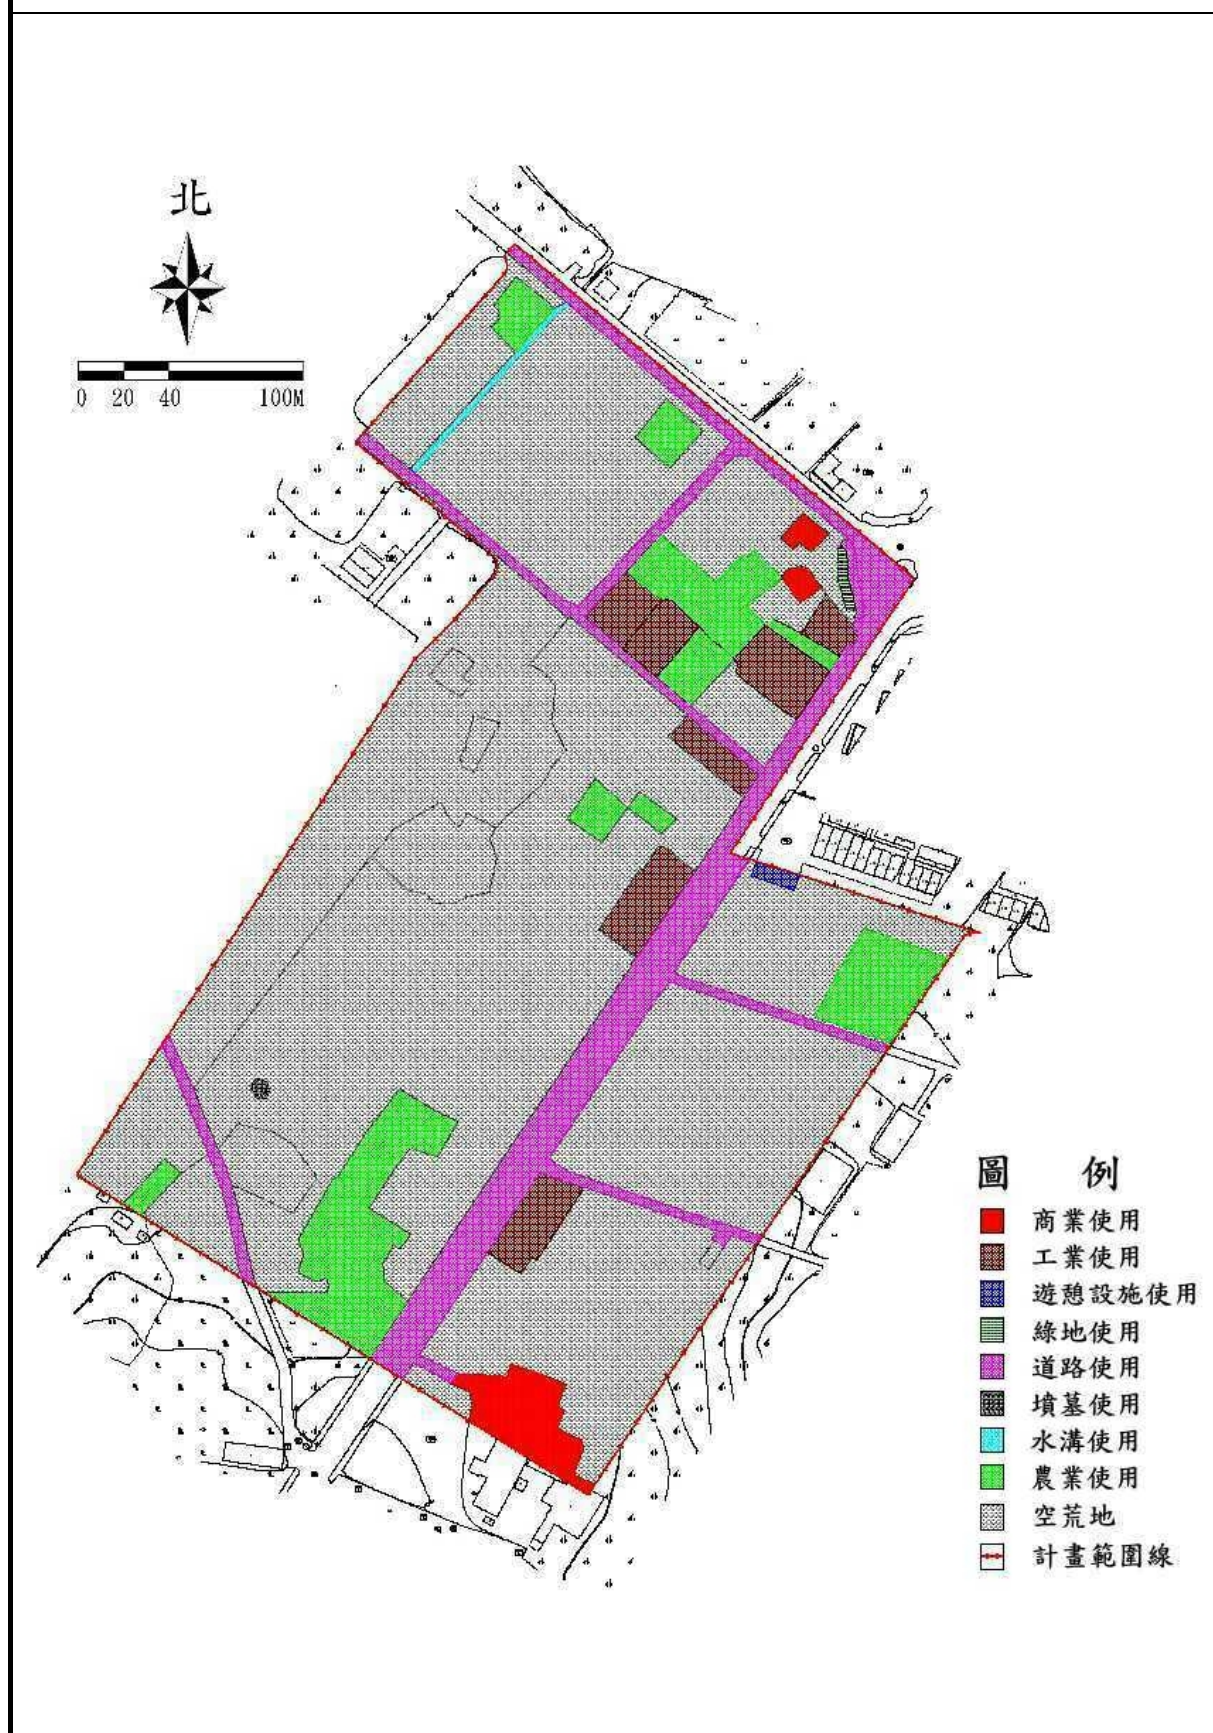 北
0 20 40 100M
圖 例
商業使用
工業使用
遊憩設施使用
綠地使用
道路使用
墳墓使用
水溝使用
農業使用
空荒地
計畫範圍線